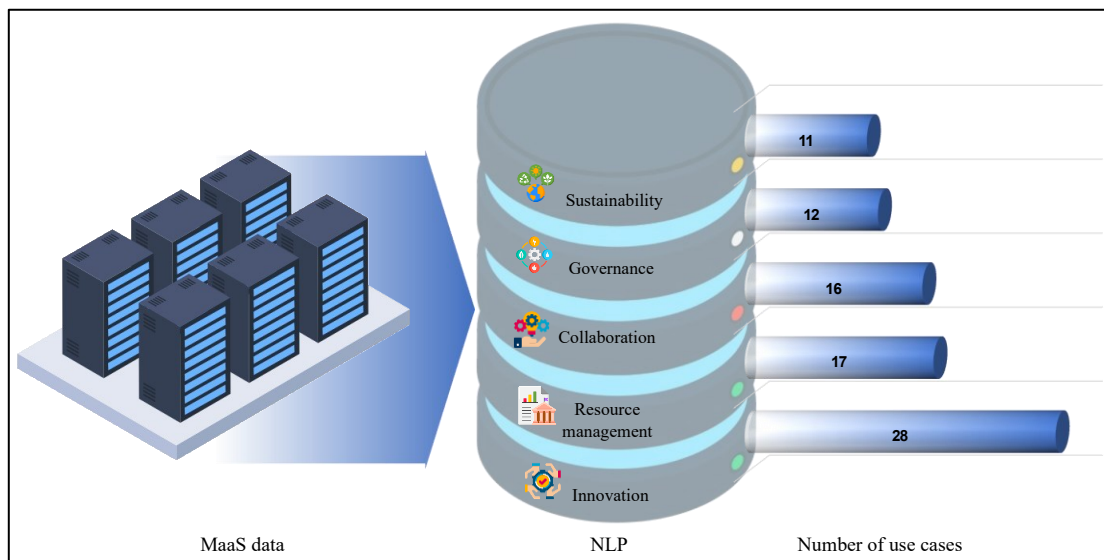 11
Sustainability
12
Governance
16
Collaboration
17
Resource
management
28
Innovation
MaaS data
NLP
Number of use cases